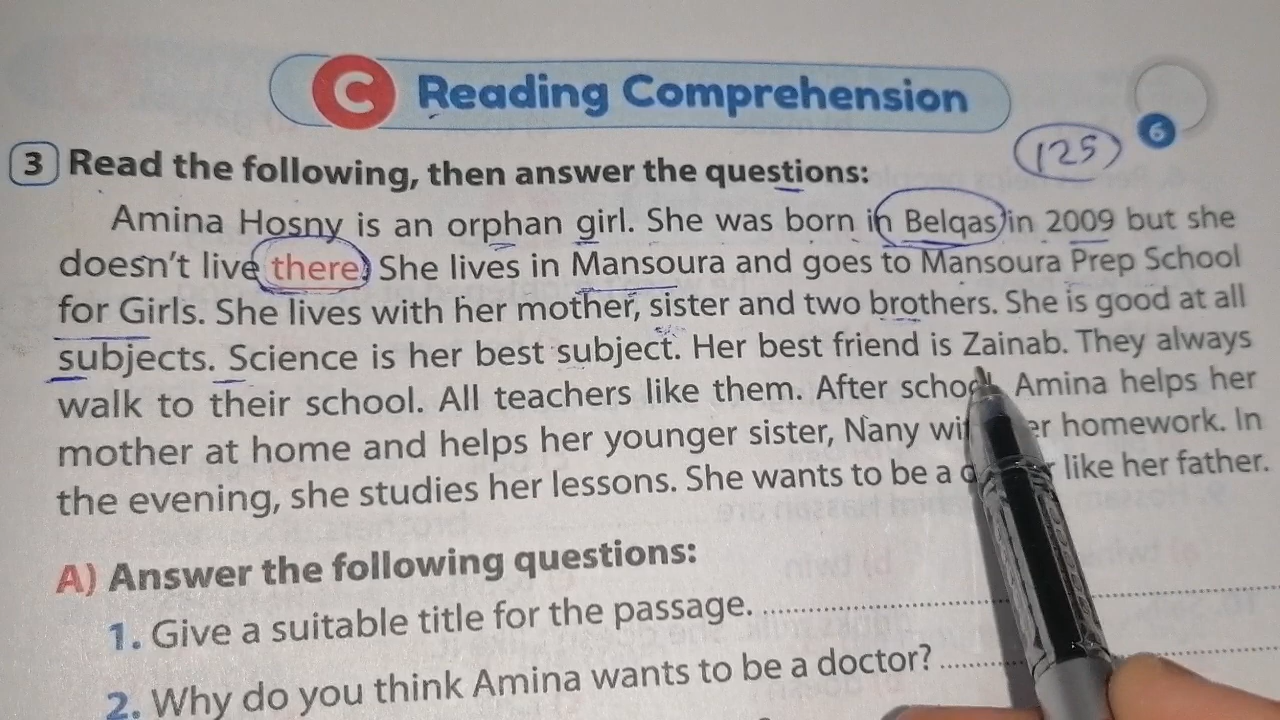 C Reading Comprehension
6
125
3 Read the following, then answer the questions:
Amina Hosny is an orphan girl. She was born in Belqas in 2009 but she
doesn't live there. She lives in Mansoura and goes to Mansoura Prep School
for Girls. She lives with her mother, sister and two brothers. She is good at all
subjects. Science is her best subject. Her best friend is Zainab. They always
walk to their school. All teachers like them. After school, Amina helps her
mother at home and helps her younger sister, Nany with her homework. In
the evening, she studies her lessons. She wants to be a like her father.
A) Answer the following questions:
1. Give a suitable title for the passage.
2. Why do you think Amina wants to be a doctor?